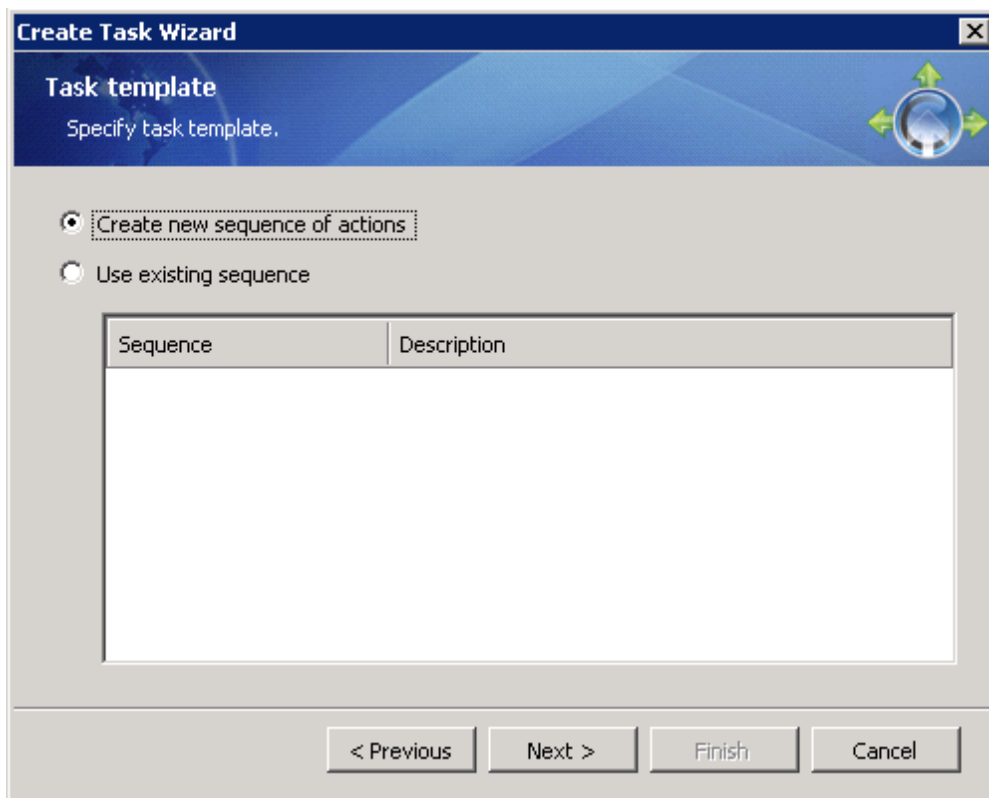 Create Task Wizard
Task template
Specify task template.
Create new sequence of actions
Use existing sequence
Sequence Description
< Previous Next > Finish Cancel